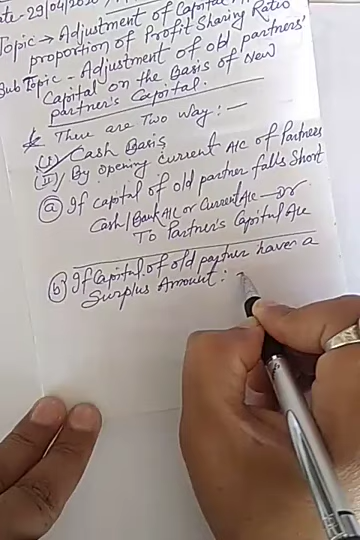 te-29/04/2020
Topic → Adjustment of Capital A/c
proportion of Profit Sharing Ratio
Sub Topic - Adjustment of old partners'
Capital on the Basis of New
partner's Capital.
There are Two Way : —
(I) Cash Basis
(II) By opening current A/c of Partners
(a) If capital of old partner falls Short
Cash/Bank A/c or Current A/c — Dr
To Partner's Capital A/c
(b) If Capital of old partner haver a
Surplus Amount : -